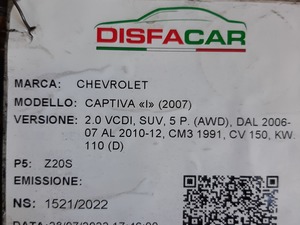 DISFACAR
MARCA: CHEVROLET
MODELLO: CAPTIVA «I» (2007)
VERSIONE: 2.0 VCDI, SUV, 5 P. (AWD), DAL 2006-
07 AL 2010-12, CM3 1991, CV 150, KW.
110 (D)
P5: Z20S
EMISSIONE:
NS: 1521/2022